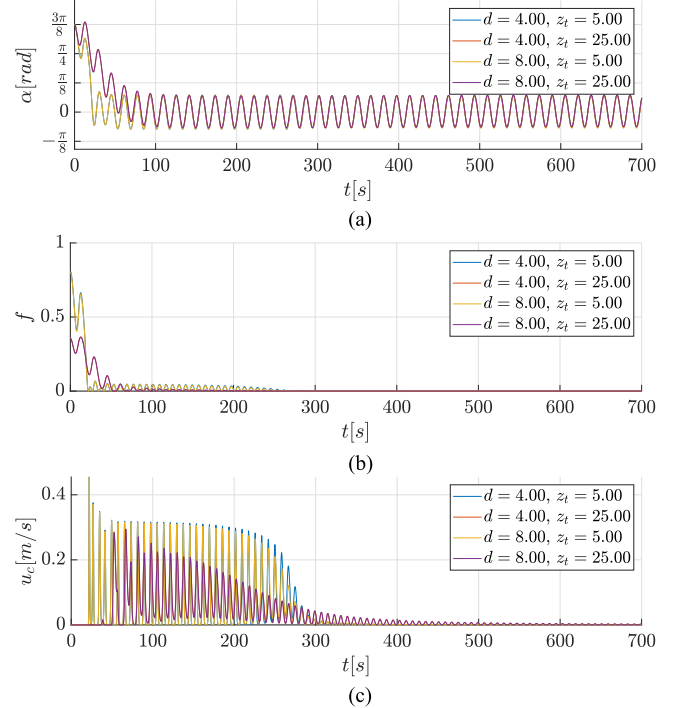 α[rad]
3π/8
π/4
π/8
0
−π/8
d = 4.00, z_t = 5.00
d = 4.00, z_t = 25.00
d = 8.00, z_t = 5.00
d = 8.00, z_t = 25.00
0 100 200 300 400 500 600 700
t[s]
(a)
f
1
0.5
0
d = 4.00, z_t = 5.00
d = 4.00, z_t = 25.00
d = 8.00, z_t = 5.00
d = 8.00, z_t = 25.00
0 100 200 300 400 500 600 700
t[s]
(b)
u_c[m/s]
0.4
0.2
0
d = 4.00, z_t = 5.00
d = 4.00, z_t = 25.00
d = 8.00, z_t = 5.00
d = 8.00, z_t = 25.00
0 100 200 300 400 500 600 700
t[s]
(c)